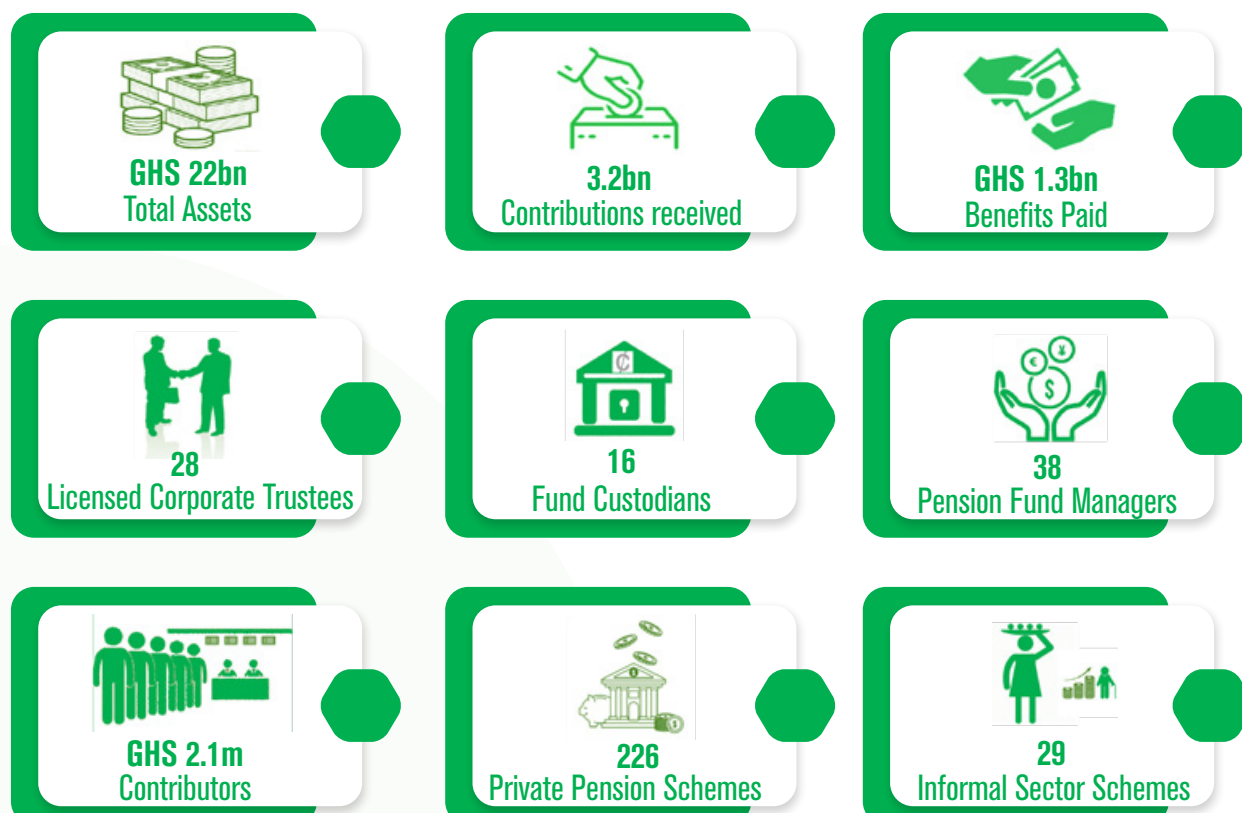 GHS 22bn
Total Assets
3.2bn
Contributions received
GHS 1.3bn
Benefits Paid
28
Licensed Corporate Trustees
16
Fund Custodians
38
Pension Fund Managers
GHS 2.1m
Contributors
226
Private Pension Schemes
29
Informal Sector Schemes